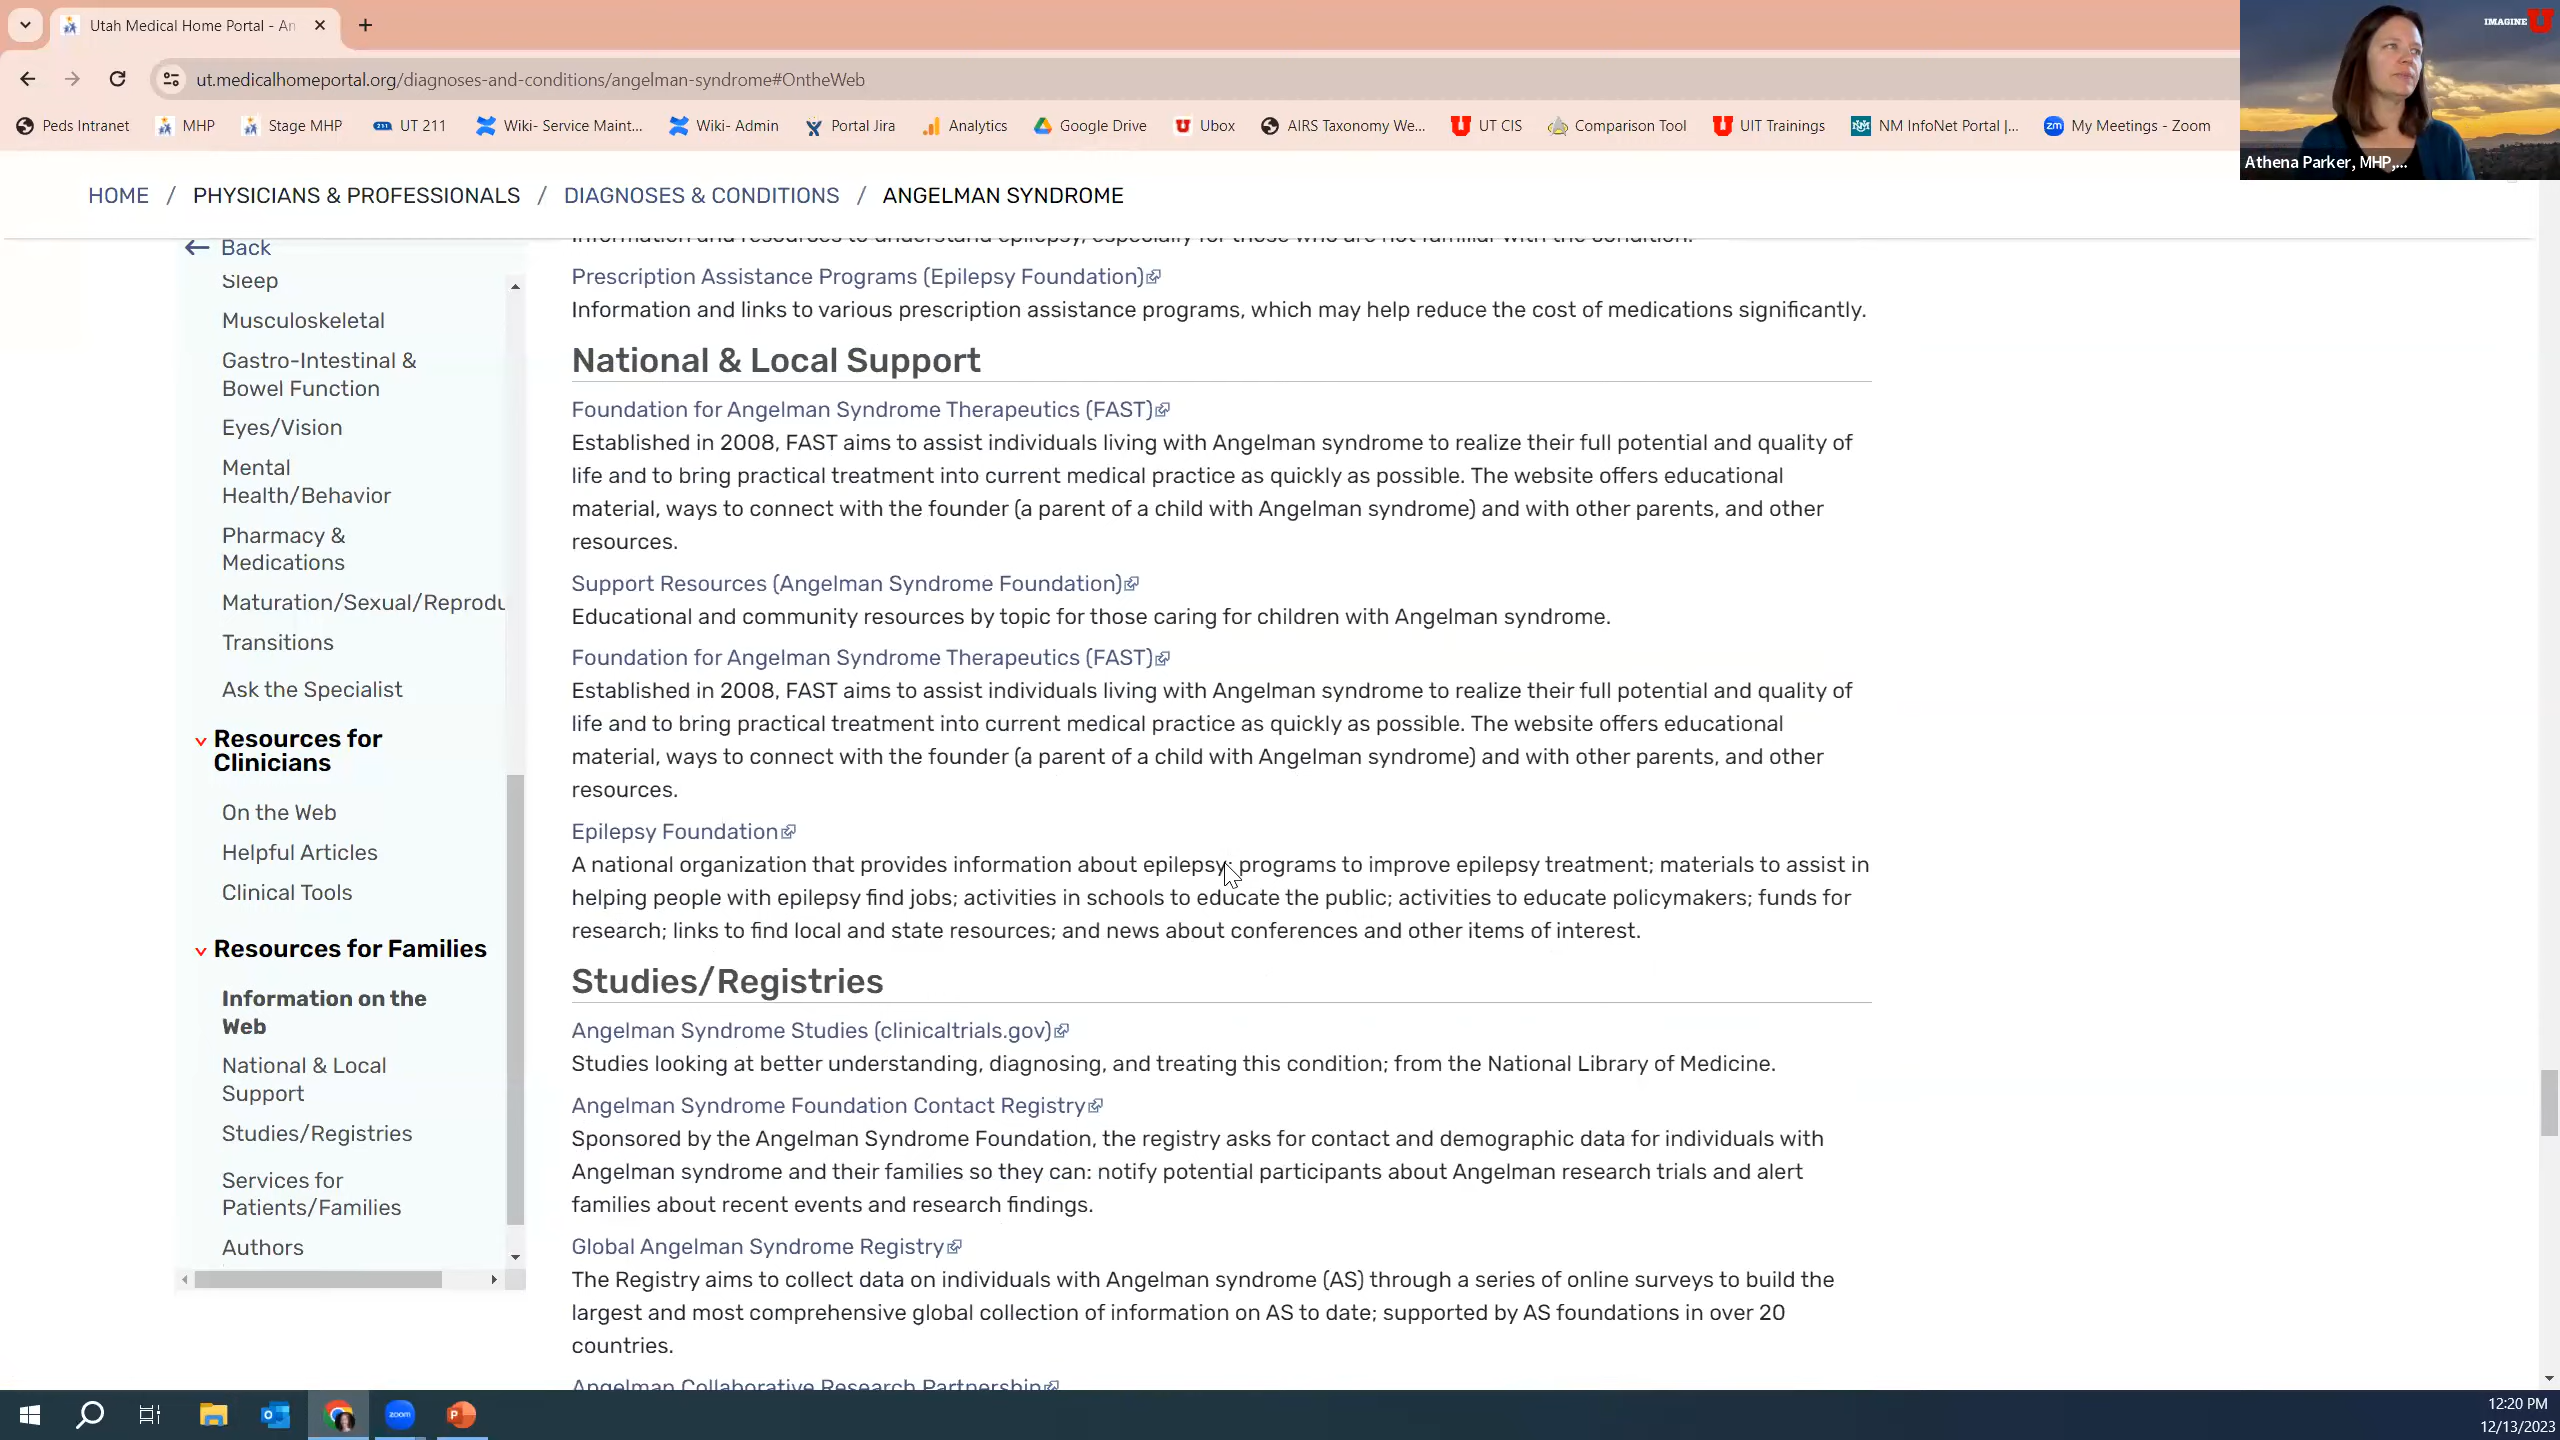 Utah Medical Home Portal - An
ut.medicalhomeportal.org/diagnoses-and-conditions/angelman-syndrome#OntheWeb
Peds Intranet MHP Stage MHP UT 211 Wiki- Service Maint... Wiki- Admin Portal Jira Analytics Google Drive Ubox AIRS Taxonomy We... UT CIS Comparison Tool UIT Trainings NM InfoNet Portal |... My Meetings - Zoom
IMAGINE U
Athena Parker, MHP,...
HOME / PHYSICIANS & PROFESSIONALS / DIAGNOSES & CONDITIONS / ANGELMAN SYNDROME
Back
Sleep
Musculoskeletal
Gastro-Intestinal &
Bowel Function
Eyes/Vision
Mental
Health/Behavior
Pharmacy &
Medications
Maturation/Sexual/Reprodu
Transitions
Ask the Specialist
Resources for
Clinicians
On the Web
Helpful Articles
Clinical Tools
Resources for Families
Information on the
Web
National & Local
Support
Studies/Registries
Services for
Patients/Families
Authors
Information and resources to understand epilepsy, especially for those who are not familiar with the condition.
Prescription Assistance Programs (Epilepsy Foundation)
Information and links to various prescription assistance programs, which may help reduce the cost of medications significantly.
National & Local Support
Foundation for Angelman Syndrome Therapeutics (FAST)
Established in 2008, FAST aims to assist individuals living with Angelman syndrome to realize their full potential and quality of
life and to bring practical treatment into current medical practice as quickly as possible. The website offers educational
material, ways to connect with the founder (a parent of a child with Angelman syndrome) and with other parents, and other
resources.
Support Resources (Angelman Syndrome Foundation)
Educational and community resources by topic for those caring for children with Angelman syndrome.
Foundation for Angelman Syndrome Therapeutics (FAST)
Established in 2008, FAST aims to assist individuals living with Angelman syndrome to realize their full potential and quality of
life and to bring practical treatment into current medical practice as quickly as possible. The website offers educational
material, ways to connect with the founder (a parent of a child with Angelman syndrome) and with other parents, and other
resources.
Epilepsy Foundation
A national organization that provides information about epilepsy; programs to improve epilepsy treatment; materials to assist in
helping people with epilepsy find jobs; activities in schools to educate the public; activities to educate policymakers; funds for
research; links to find local and state resources; and news about conferences and other items of interest.
Studies/Registries
Angelman Syndrome Studies (clinicaltrials.gov)
Studies looking at better understanding, diagnosing, and treating this condition; from the National Library of Medicine.
Angelman Syndrome Foundation Contact Registry
Sponsored by the Angelman Syndrome Foundation, the registry asks for contact and demographic data for individuals with
Angelman syndrome and their families so they can: notify potential participants about Angelman research trials and alert
families about recent events and research findings.
Global Angelman Syndrome Registry
The Registry aims to collect data on individuals with Angelman syndrome (AS) through a series of online surveys to build the
largest and most comprehensive global collection of information on AS to date; supported by AS foundations in over 20
countries.
Angelman Collaborative Research Partnership
zoom
12:20 PM
12/13/2023